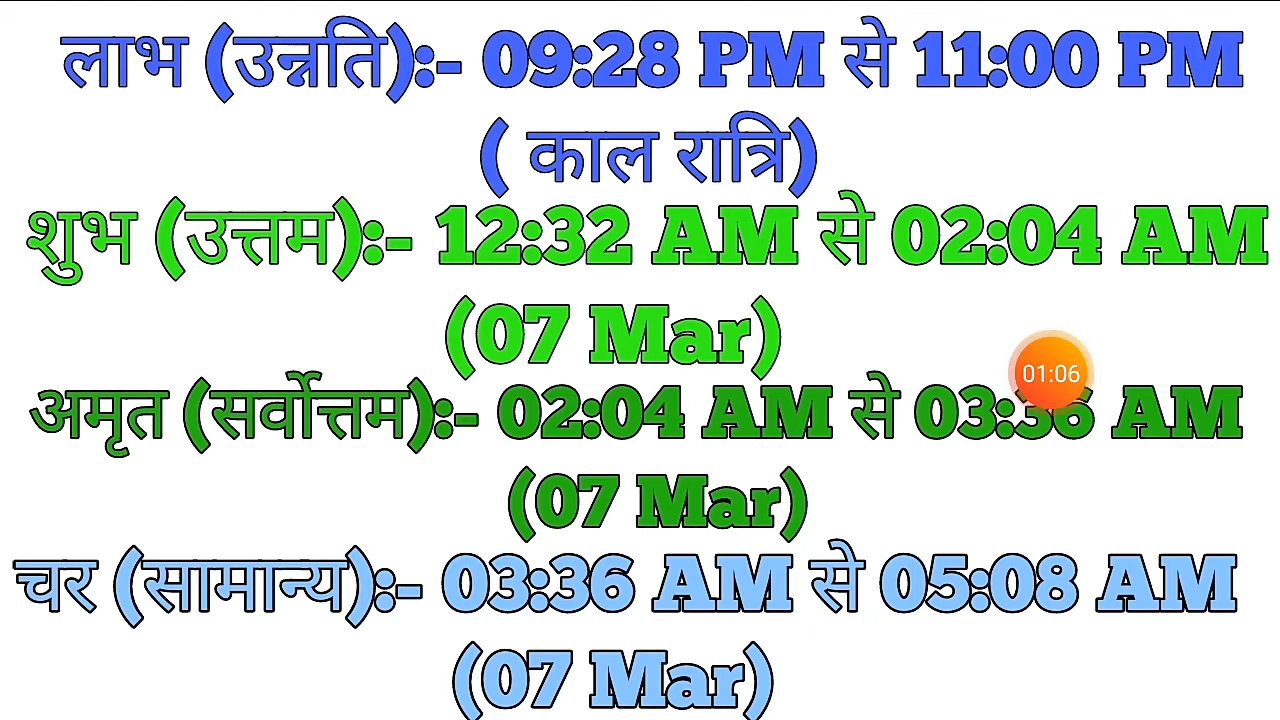 लाभ (उन्नति):- 09:28 PM से 11:00 PM
( काल रात्रि)
शुभ (उत्तम):- 12:32 AM से 02:04 AM
(07 Mar)
01:06
अमृत (सर्वोत्तम):- 02:04 AM से 03:36 AM
(07 Mar)
चर (सामान्य):- 03:36 AM से 05:08 AM
(07 Mar)